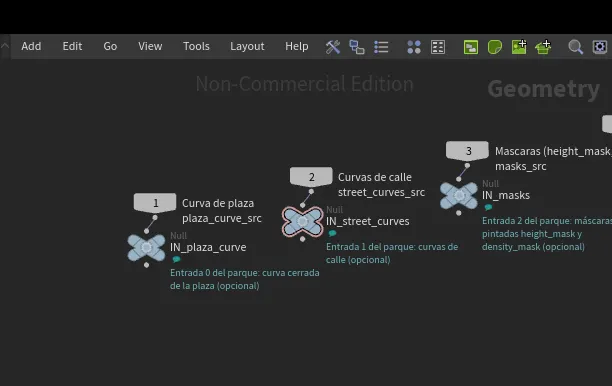 Add Edit Go View Tools Layout Help
Non-Commercial Edition
Geometry
3
Mascaras (height_mask
masks_src
Null
IN_masks
Entrada 2 del parque: máscaras
pintadas height_mask y
density_mask (opcional)
2
Curvas de calle
street_curves_src
Null
IN_street_curves
Entrada 1 del parque: curvas de
calle (opcional)
1
Curva de plaza
plaza_curve_src
Null
IN_plaza_curve
Entrada 0 del parque: curva cerrada
de la plaza (opcional)